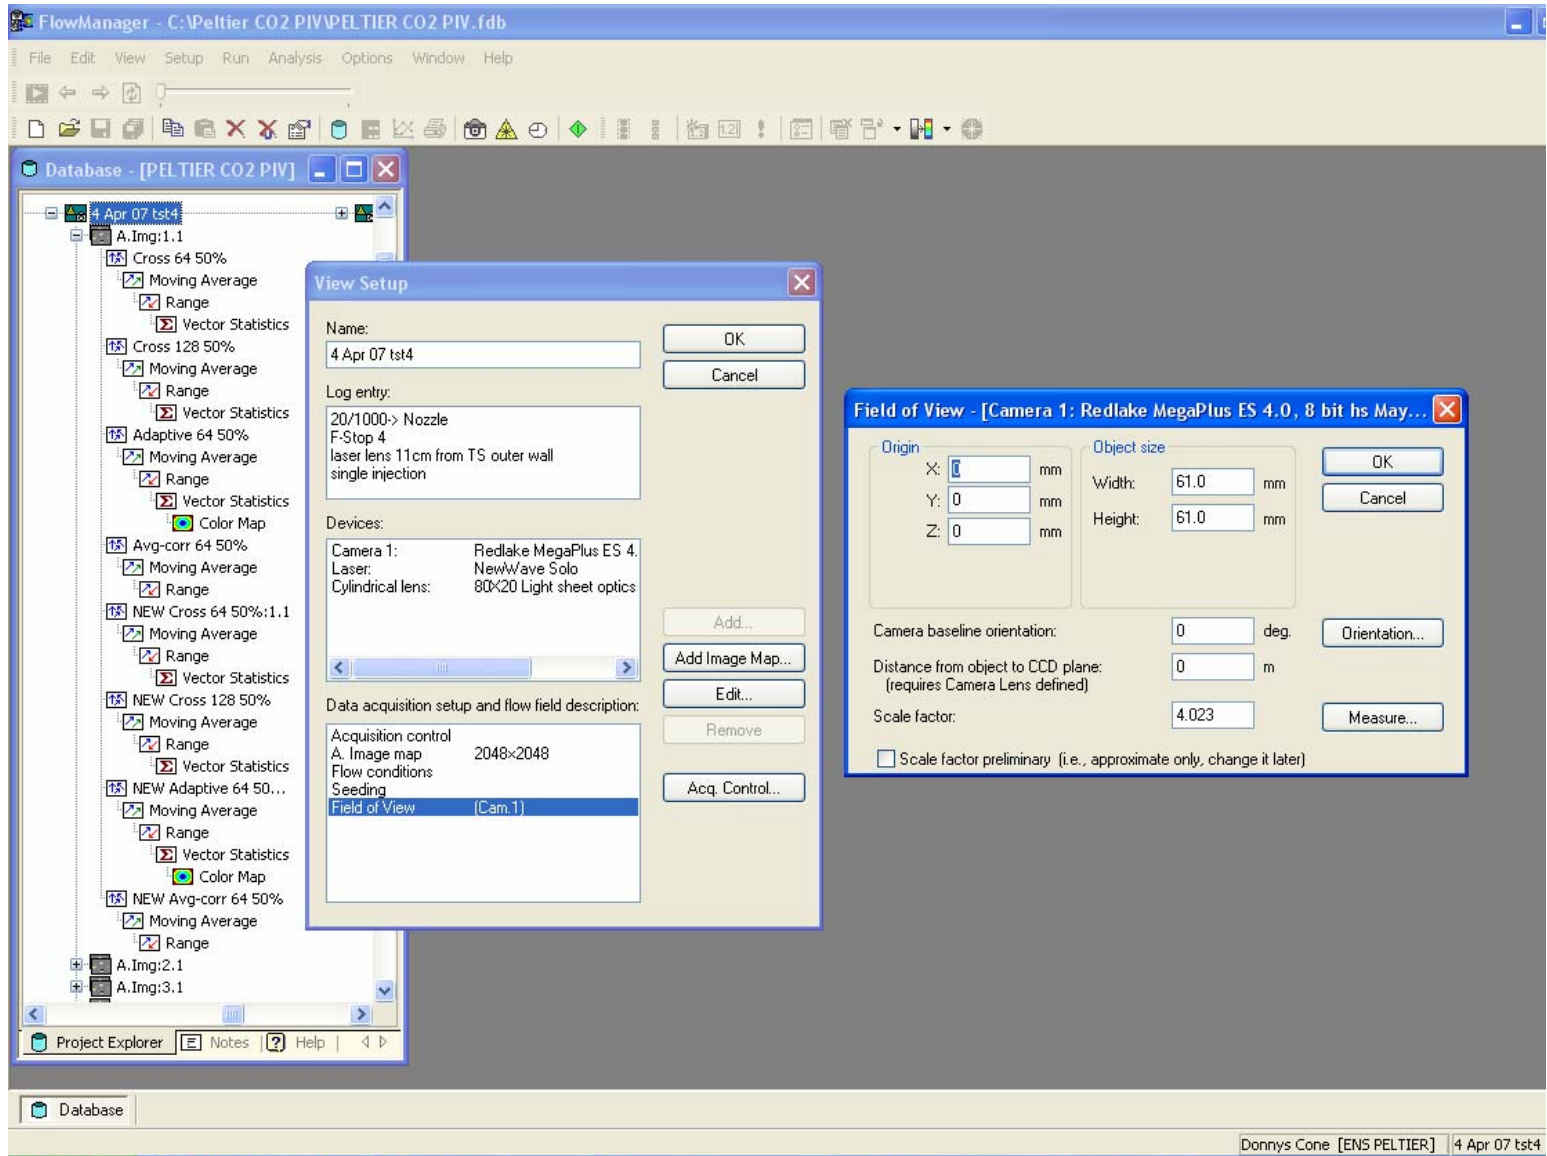 FlowManager - C:\Peltier CO2 PIV\PELTIER CO2 PIV.fdb
File Edit View Setup Run Analysis Options Window Help
Database - [PELTIER CO2 PIV]
4 Apr 07 tst4
A.Img:1.1
Cross 64 50%
Moving Average
Range
Vector Statistics
Cross 128 50%
Moving Average
Range
Vector Statistics
Adaptive 64 50%
Moving Average
Range
Vector Statistics
Color Map
Avg-corr 64 50%
Moving Average
Range
NEW Cross 64 50%:1.1
Moving Average
Range
Vector Statistics
NEW Cross 128 50%
Moving Average
Range
Vector Statistics
NEW Adaptive 64 50...
Moving Average
Range
Vector Statistics
Color Map
NEW Avg-corr 64 50%
Moving Average
Range
A.Img:2.1
A.Img:3.1
Project Explorer Notes Help
View Setup
Name:
4 Apr 07 tst4
OK
Cancel
Log entry:
20/1000-> Nozzle
F-Stop 4
laser lens 11cm from TS outer wall
single injection
Devices:
Camera 1: Redlake MegaPlus ES 4.
Laser: NewWave Solo
Cylindrical lens: 80X20 Light sheet optics
Add...
Add Image Map...
Edit...
Remove
Acq. Control...
Data acquisition setup and flow field description:
Acquisition control
A. Image map 2048×2048
Flow conditions
Seeding
Field of View (Cam.1)
Field of View - [Camera 1: Redlake MegaPlus ES 4.0, 8 bit hs May...
Origin
X: 0 mm
Y: 0 mm
Z: 0 mm
Object size
Width: 61.0 mm
Height: 61.0 mm
OK
Cancel
Camera baseline orientation: 0 deg. Orientation...
Distance from object to CCD plane: 0 m
(requires Camera Lens defined)
Scale factor: 4.023 Measure...
Scale factor preliminary (i.e., approximate only, change it later)
Database
Donnys Cone [ENS PELTIER] 4 Apr 07 tst4